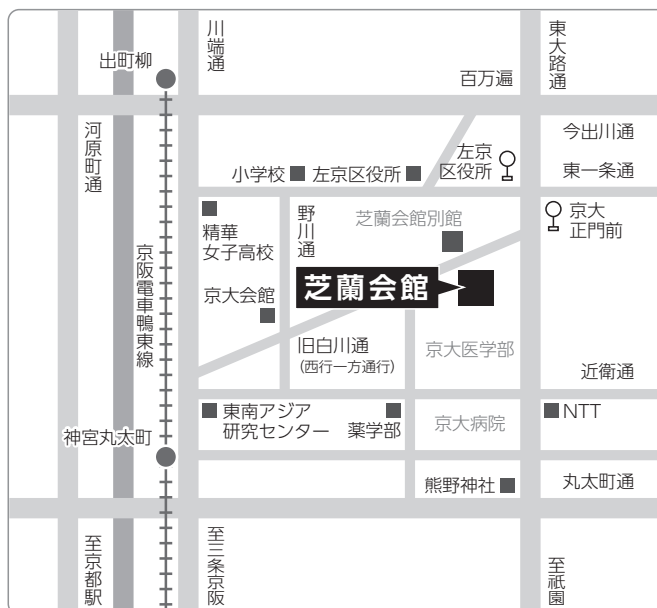 川端通
東大路通
出町柳
百万遍
河原町通
今出川通
小学校
左京区役所
左京
区役所
東一条通
精華
女子高校
野川通
芝蘭会館別館
京大
正門前
京阪電車鴨東線
京大会館
芝蘭会館
旧白川通
(西行一方通行)
京大医学部
近衛通
東南アジア
研究センター
薬学部
京大病院
NTT
神宮丸太町
熊野神社
丸太町通
至京都駅
至三条京阪
至祇園